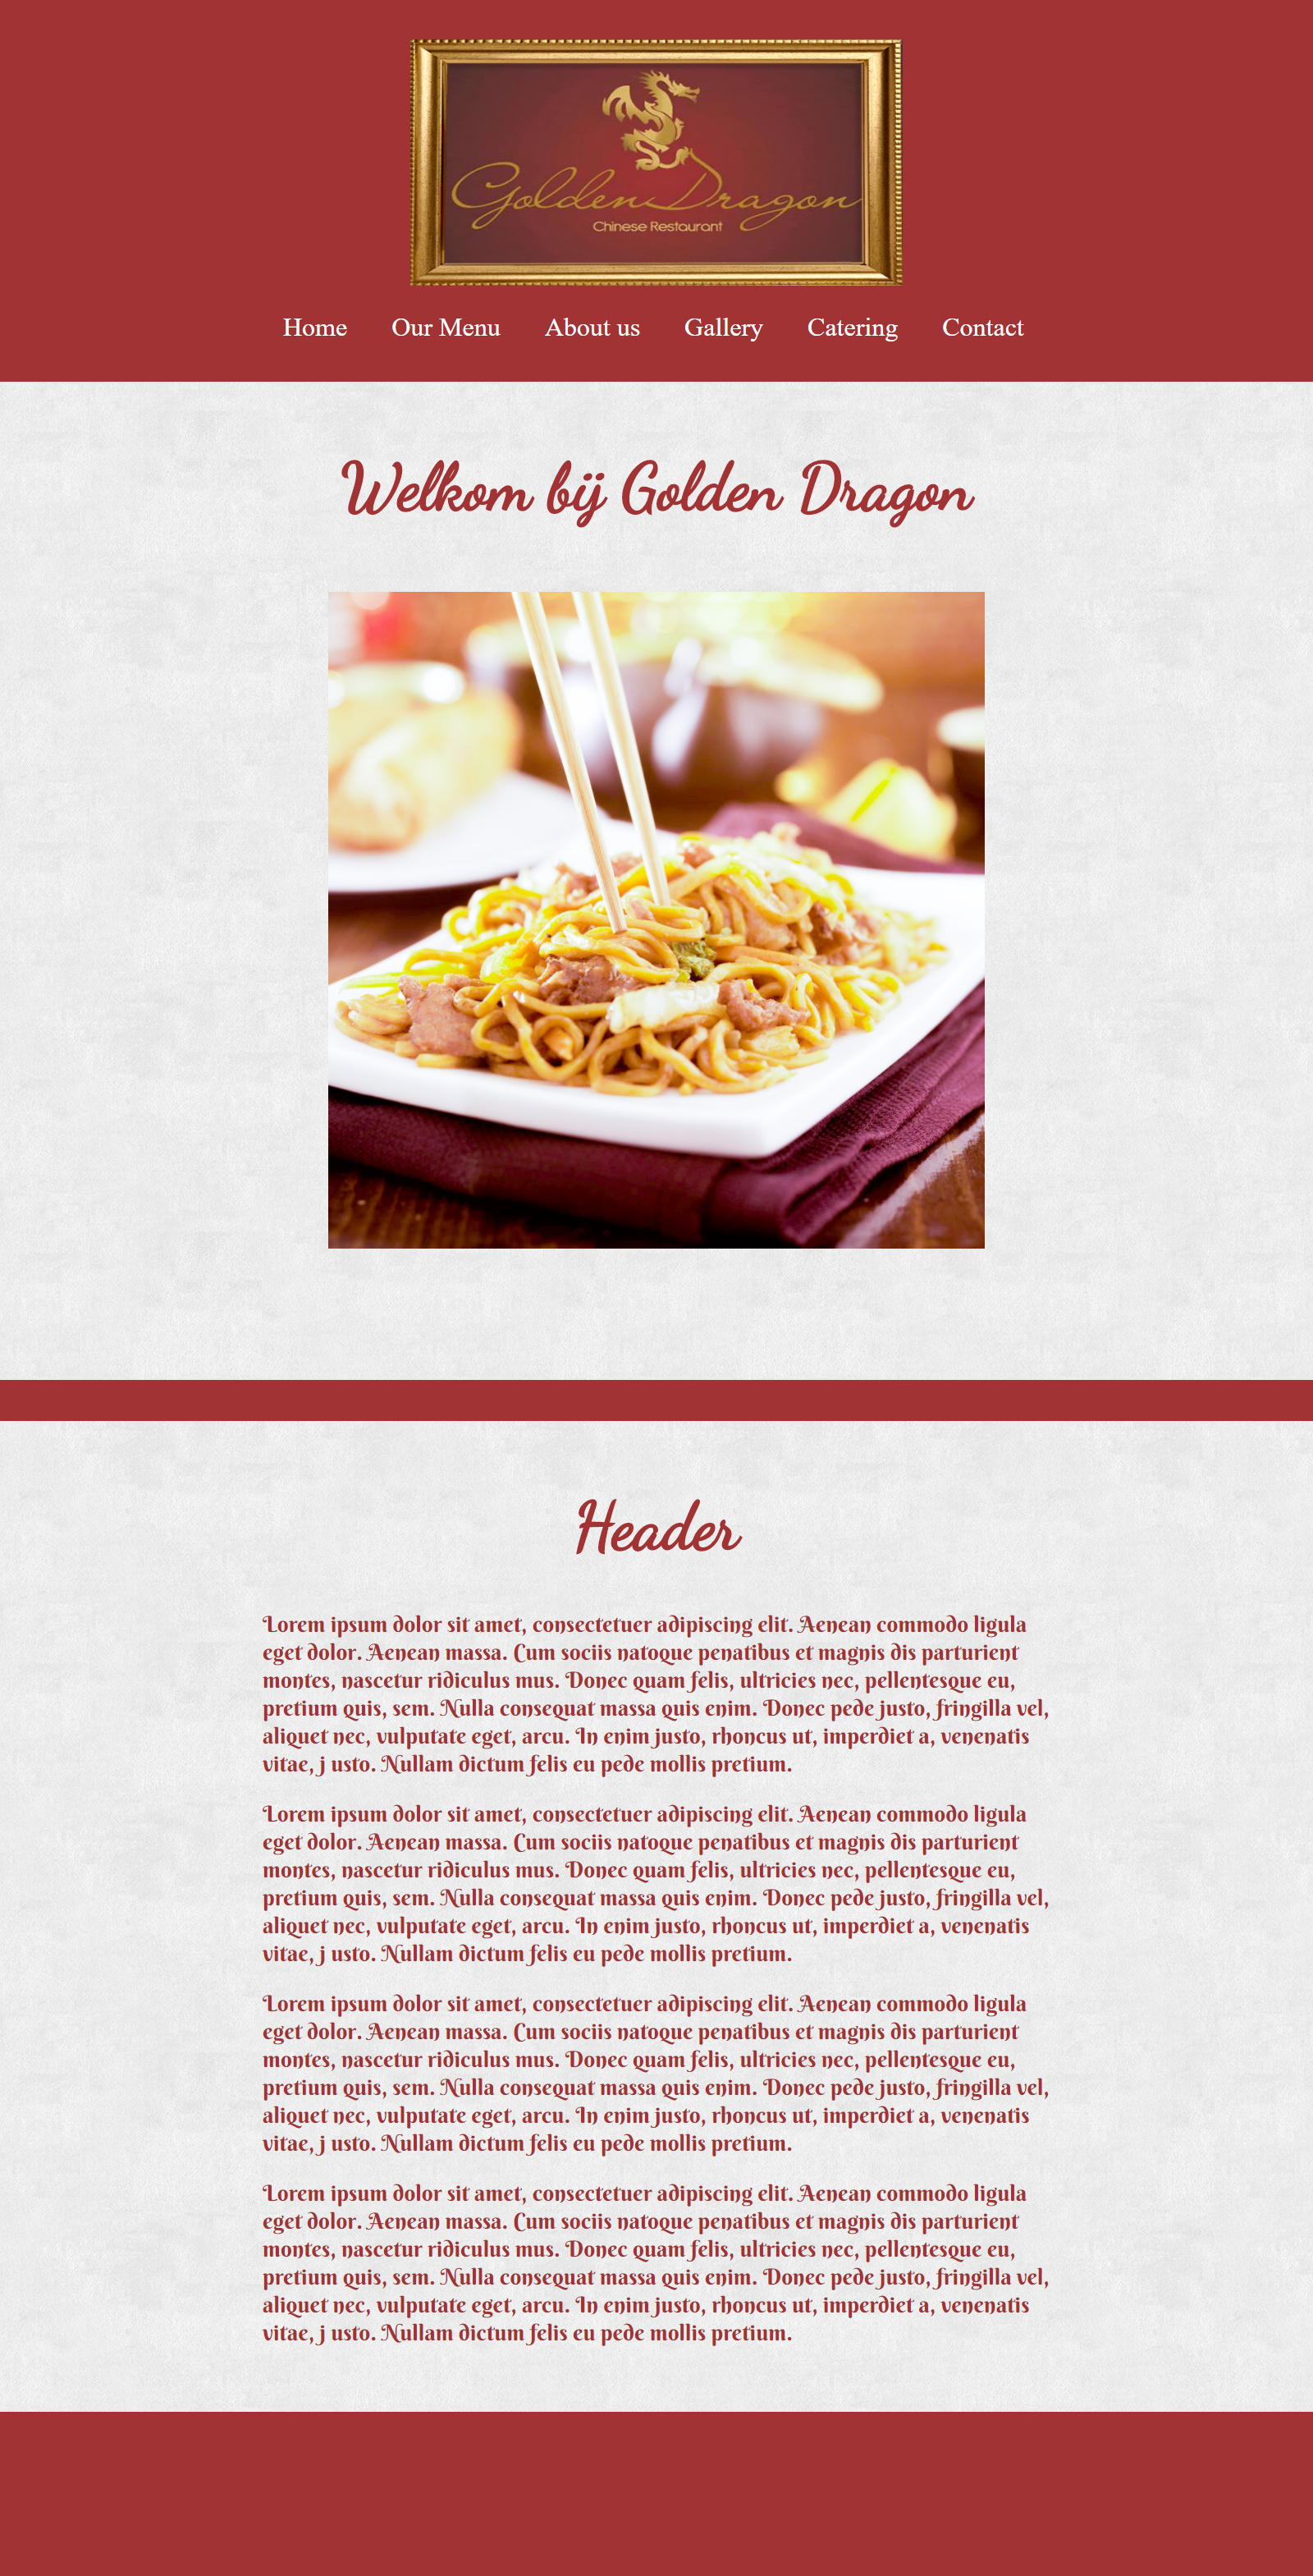 Golden Dragon
Chinese Restaurant
Home Our Menu About us Gallery Catering Contact
Welkom bij Golden Dragon
Header
Lorem ipsum dolor sit amet, consectetuer adipiscing elit. Aenean commodo ligula
eget dolor. Aenean massa. Cum sociis natoque penatibus et magnis dis parturient
montes, nascetur ridiculus mus. Donec quam felis, ultricies nec, pellentesque eu,
pretium quis, sem. Nulla consequat massa quis enim. Donec pede justo, fringilla vel,
aliquet nec, vulputate eget, arcu. In enim justo, rhoncus ut, imperdiet a, venenatis
vitae, j usto. Nullam dictum felis eu pede mollis pretium.
Lorem ipsum dolor sit amet, consectetuer adipiscing elit. Aenean commodo ligula
eget dolor. Aenean massa. Cum sociis natoque penatibus et magnis dis parturient
montes, nascetur ridiculus mus. Donec quam felis, ultricies nec, pellentesque eu,
pretium quis, sem. Nulla consequat massa quis enim. Donec pede justo, fringilla vel,
aliquet nec, vulputate eget, arcu. In enim justo, rhoncus ut, imperdiet a, venenatis
vitae, j usto. Nullam dictum felis eu pede mollis pretium.
Lorem ipsum dolor sit amet, consectetuer adipiscing elit. Aenean commodo ligula
eget dolor. Aenean massa. Cum sociis natoque penatibus et magnis dis parturient
montes, nascetur ridiculus mus. Donec quam felis, ultricies nec, pellentesque eu,
pretium quis, sem. Nulla consequat massa quis enim. Donec pede justo, fringilla vel,
aliquet nec, vulputate eget, arcu. In enim justo, rhoncus ut, imperdiet a, venenatis
vitae, j usto. Nullam dictum felis eu pede mollis pretium.
Lorem ipsum dolor sit amet, consectetuer adipiscing elit. Aenean commodo ligula
eget dolor. Aenean massa. Cum sociis natoque penatibus et magnis dis parturient
montes, nascetur ridiculus mus. Donec quam felis, ultricies nec, pellentesque eu,
pretium quis, sem. Nulla consequat massa quis enim. Donec pede justo, fringilla vel,
aliquet nec, vulputate eget, arcu. In enim justo, rhoncus ut, imperdiet a, venenatis
vitae, j usto. Nullam dictum felis eu pede mollis pretium.